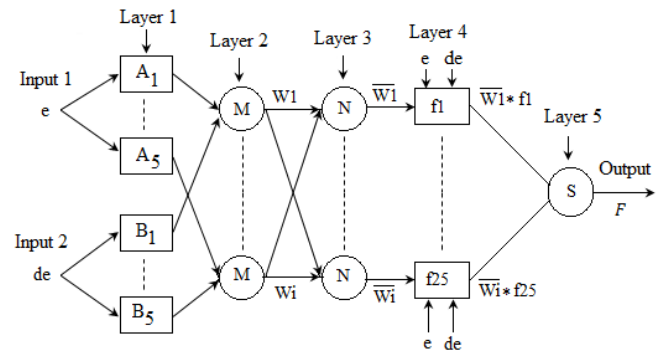 Layer 1
Layer 2
Layer 3
Layer 4
e
de
Input 1
e
A1
A5
M
W1
N
W̅1̅
f1
W̅1̅* f1
Layer 5
Output
S
F
Input 2
de
B1
B5
M
Wi
N
W̅i̅
f25
W̅i̅* f25
e
de